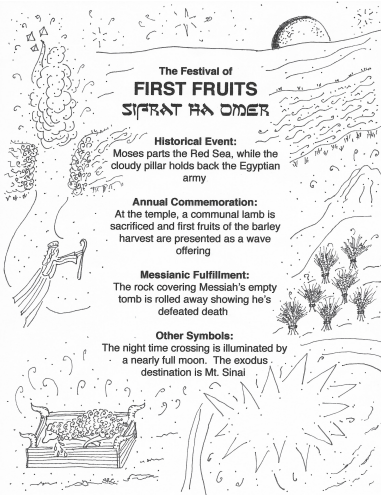 The Festival of
FIRST FRUITS
SIFRAT HA OMER
Historical Event:
Moses parts the Red Sea, while the
cloudy pillar holds back the Egyptian
army
Annual Commemoration:
At the temple, a communal lamb is
sacrificed and first fruits of the barley
harvest are presented as a wave
offering
Messianic Fulfillment:
The rock covering Messiah's empty
tomb is rolled away showing he's
defeated death
Other Symbols:
The night time crossing is illuminated by
a nearly full moon. The exodus
destination is Mt. Sinai